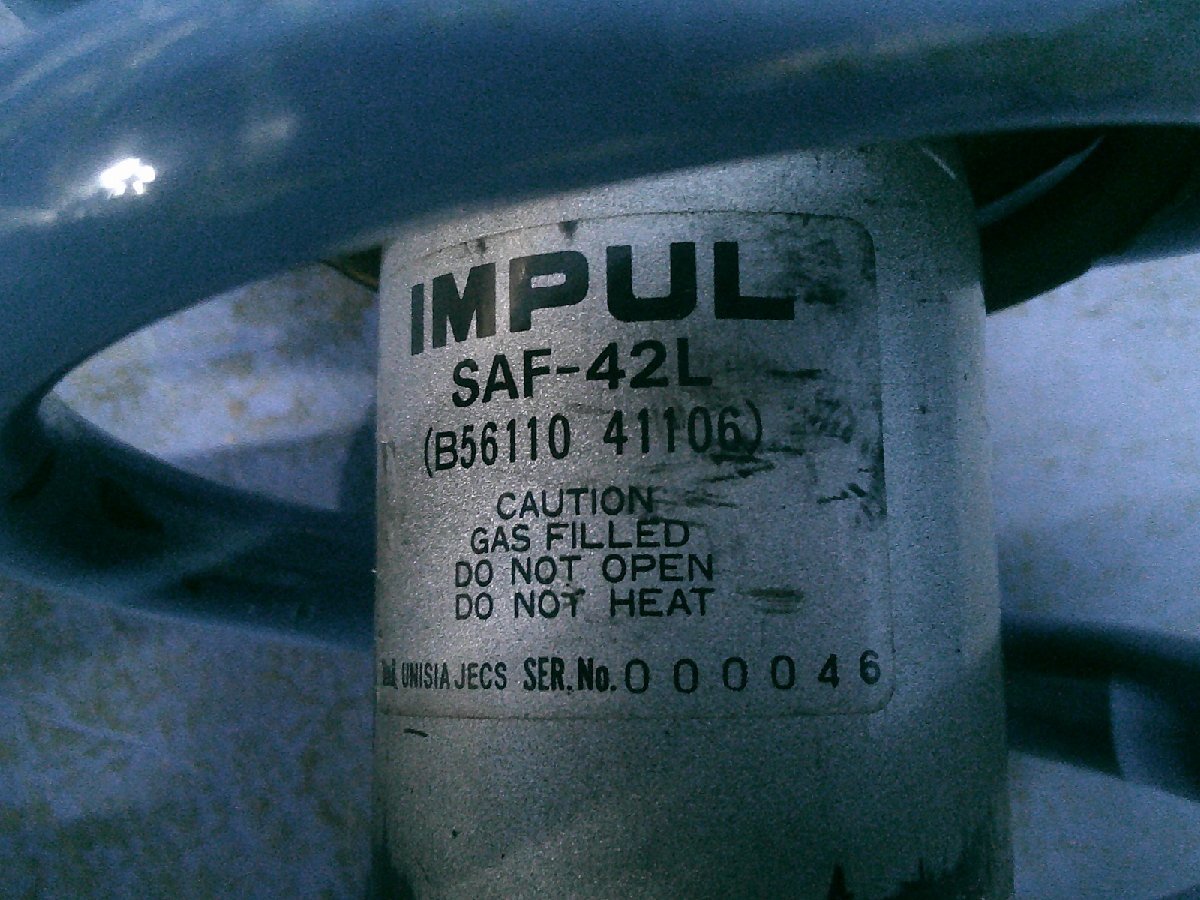 IMPUL
SAF-42L
(B56110 41106)
CAUTION
GAS FILLED
DO NOT OPEN
DO NOT HEAT
UNISIA JECS SER.No.000046